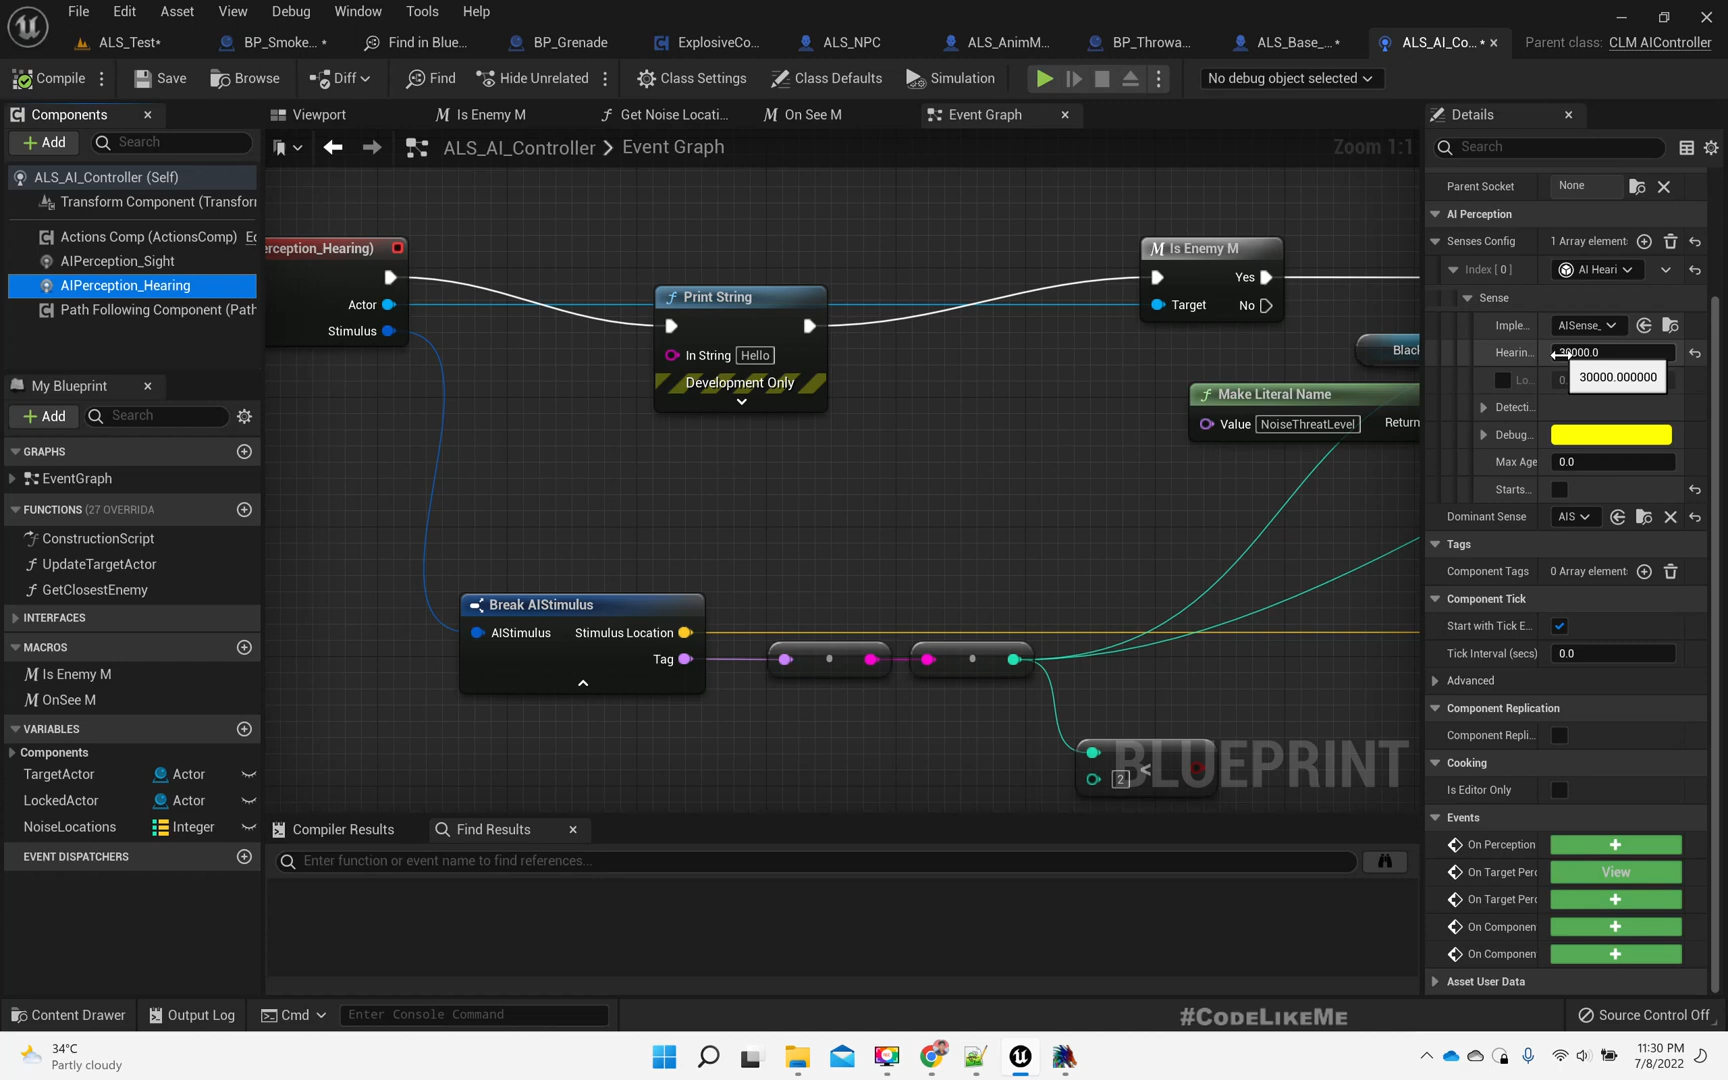 File Edit Asset View Debug Window Tools Help
ALS_Test* BP_Smoke... * Find in Blue... BP_Grenade ExplosiveCo... ALS_NPC ALS_AnimM... BP_Throwa... ALS_Base_...* ALS_AI_Co...* Parent class: CLM AIController
Compile Save Browse Diff Find Hide Unrelated Class Settings Class Defaults Simulation No debug object selected
Components
Add Search
ALS_AI_Controller (Self)
Transform Component (Transfor
Actions Comp (ActionsComp) Ec
AIPerception_Sight
AIPerception_Hearing
Path Following Component (Path
My Blueprint
Add Search
GRAPHS
EventGraph
FUNCTIONS (27 OVERRIDA
ConstructionScript
UpdateTargetActor
GetClosestEnemy
INTERFACES
MACROS
Is Enemy M
OnSee M
VARIABLES
Components
TargetActor Actor
LockedActor Actor
NoiseLocations Integer
EVENT DISPATCHERS
Viewport Is Enemy M Get Noise Locati... On See M Event Graph
ALS_AI_Controller > Event Graph Zoom 1:1
erception_Hearing)
Actor
Stimulus
Print String
In String Hello
Development Only
Is Enemy M
Yes
Target No
Black
Make Literal Name
Value NoiseThreatLevel Return
Break AIStimulus
AIStimulus Stimulus Location
Tag
2 <
BLUEPRINT
Compiler Results Find Results
Enter function or event name to find references...
Details
Search
Parent Socket None
AI Perception
Senses Config 1 Array element
Index [ 0 ] AI Heari
Sense
Imple... AISense_
Hearin... 30000.0
Lo... 0.
30000.000000
Detecti...
Debug...
Max Age 0.0
Starts...
Dominant Sense AIS
Tags
Component Tags 0 Array element
Component Tick
Start with Tick E...
Tick Interval (secs) 0.0
Advanced
Component Replication
Component Repli...
Cooking
Is Editor Only
Events
On Perception
On Target Perc View
On Target Perc
On Componen
On Componen
Asset User Data
Content Drawer Output Log Cmd Enter Console Command #CODELIKEME Source Control Off
34°C
Partly cloudy
11:30 PM
7/8/2022